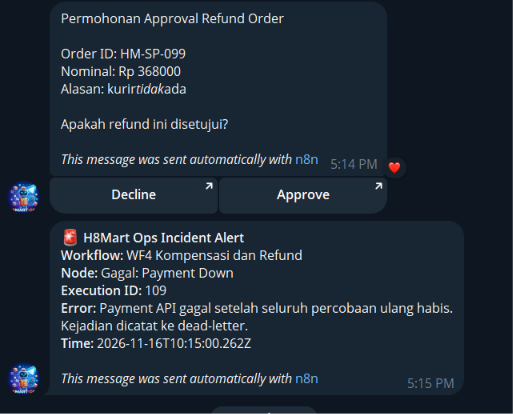 Permohonan Approval Refund Order
Order ID: HM-SP-099
Nominal: Rp 368000
Alasan: kurirtidakada
Apakah refund ini disetujui?
This message was sent automatically with n8n
5:14 PM
Decline
Approve
H8Mart Ops Incident Alert
Workflow: WF4 Kompensasi dan Refund
Node: Gagal: Payment Down
Execution ID: 109
Error: Payment API gagal setelah seluruh percobaan ulang habis.
Kejadian dicatat ke dead-letter.
Time: 2026-11-16T10:15:00.262Z
This message was sent automatically with n8n
5:15 PM